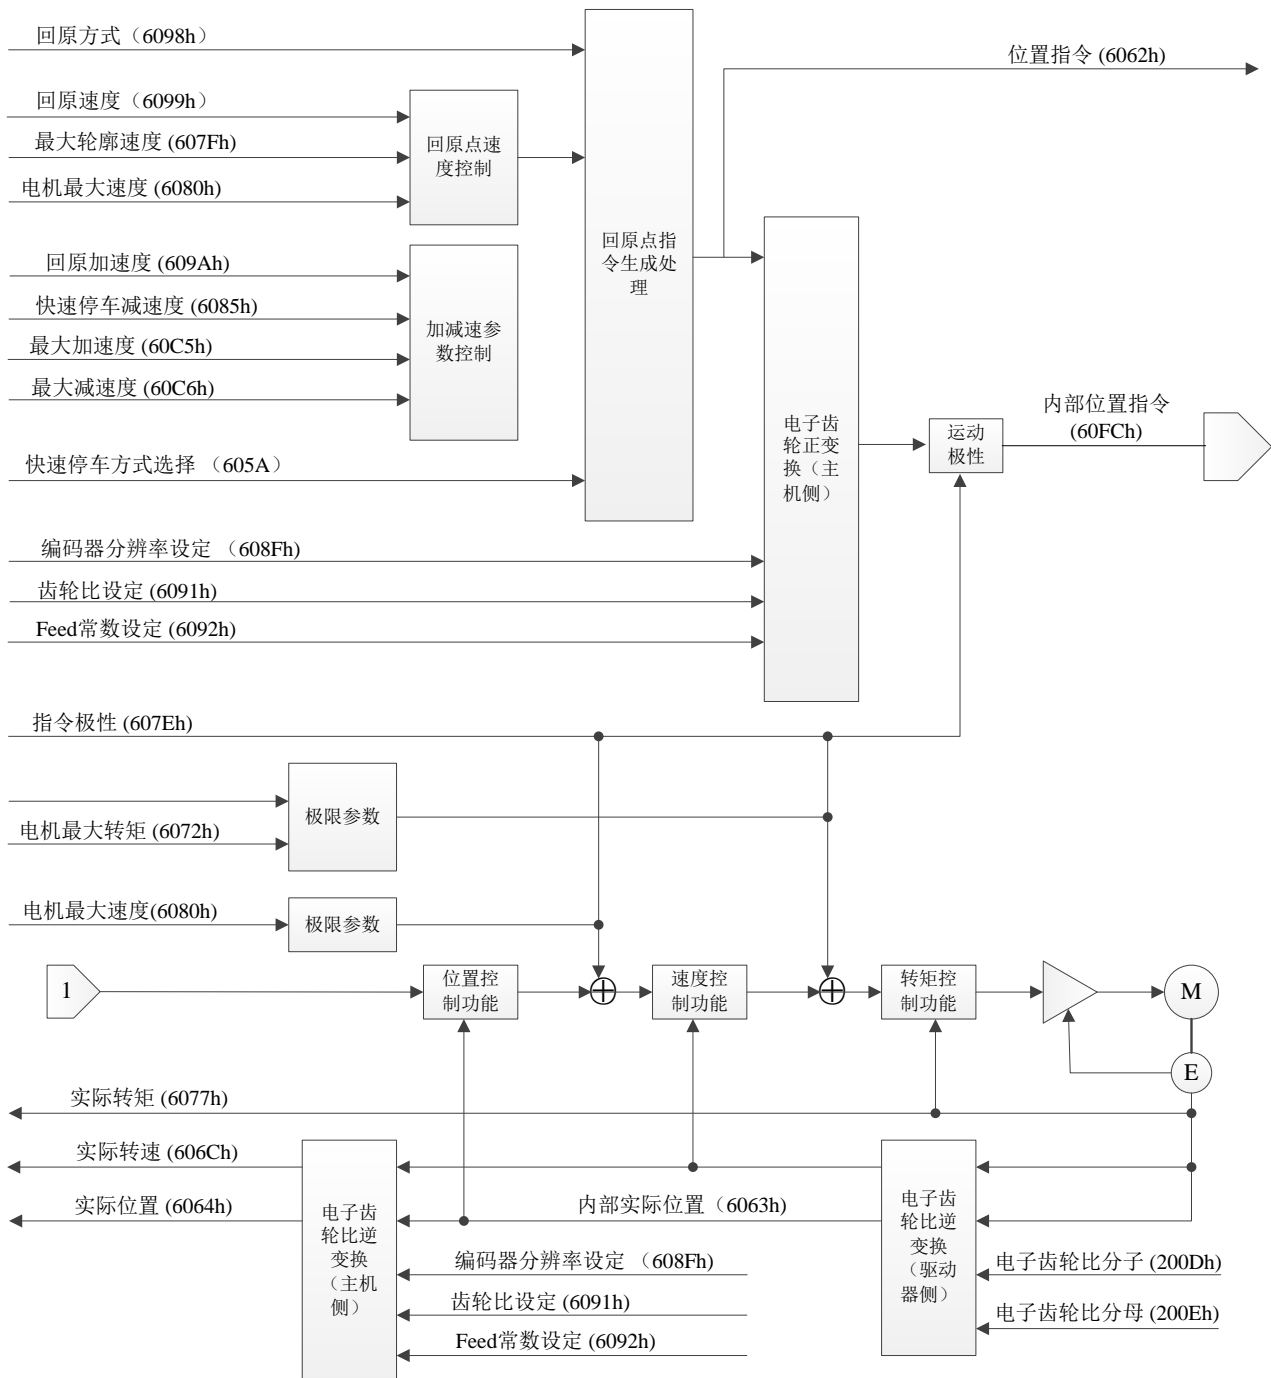 回原方式（6098h）
位置指令 (6062h)
回原速度（6099h）
最大轮廓速度 (607Fh)
电机最大速度 (6080h)
回原点速
度控制
回原加速度 (609Ah)
快速停车减速度 (6085h)
最大加速度 (60C5h)
最大减速度 (60C6h)
加减速参
数控制
回原点指
令生成处
理
快速停车方式选择 （605A）
电子齿
轮正变
换（主
机侧）
运动
极性
内部位置指令
(60FCh)
编码器分辨率设定 （608Fh)
齿轮比设定 (6091h)
Feed常数设定 (6092h)
指令极性 (607Eh)
极限参数
电机最大转矩 (6072h)
电机最大速度(6080h)
极限参数
1
位置控
制功能
速度控
制功能
转矩控
制功能
M
E
实际转矩 (6077h)
实际转速 (606Ch)
实际位置 (6064h)
电子齿
轮比逆
变换
（主机
侧）
内部实际位置（6063h)
编码器分辨率设定 （608Fh)
齿轮比设定 (6091h)
Feed常数设定 (6092h)
电子齿
轮比逆
变换
（驱动
器侧）
电子齿轮比分子 (200Dh)
电子齿轮比分母 (200Eh)